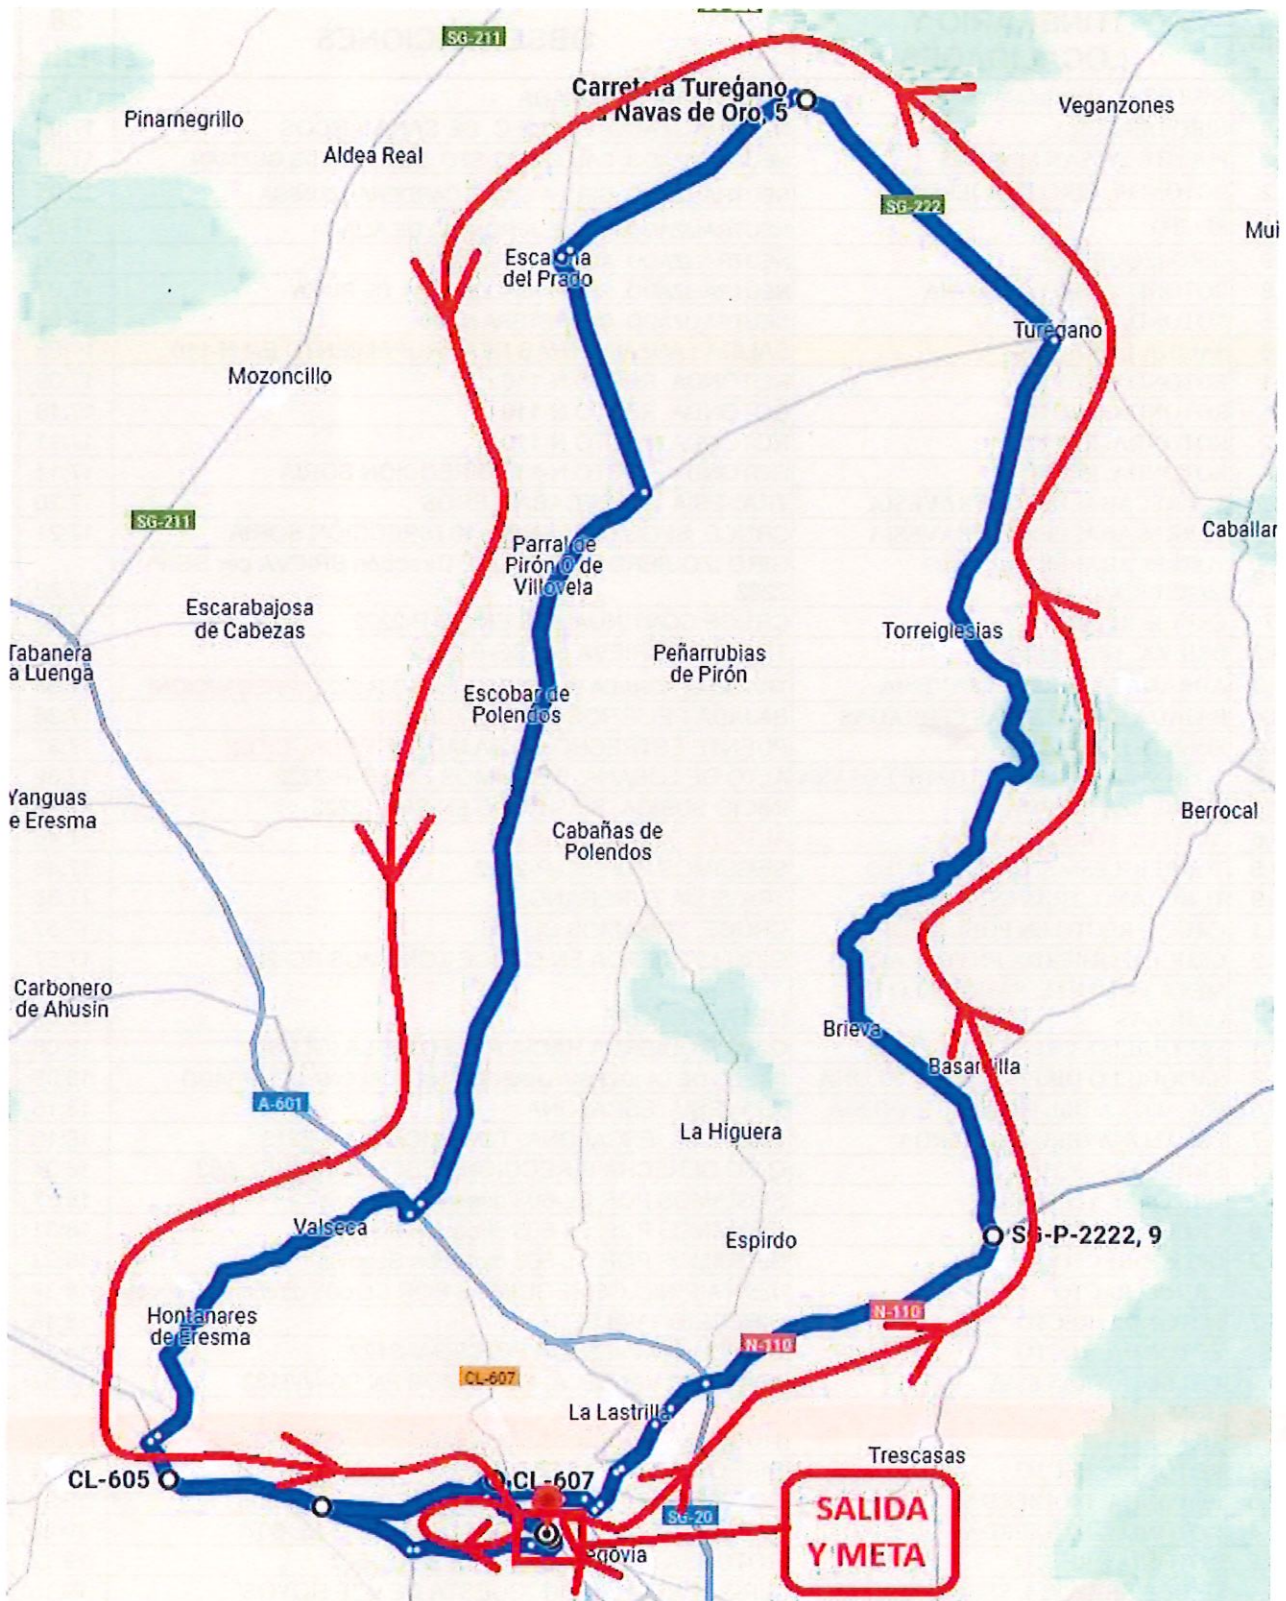 SG-211
Carretera Turégano
a Navas de Oro, 5
Veganzones
Pinarnegrillo
Aldea Real
SG-222
Mui
Escalona
del Prado
Turégano
Mozoncillo
SG-211
Caballar
Parral de
Pirón O de
Villovela
Escarabajosa
de Cabezas
Torreiglesias
Tabanera
a Luenga
Peñarrubias
de Pirón
Escobar de
Polendos
Yanguas
e Eresma
Berrocal
Cabañas de
Polendos
Carbonero
de Ahusín
Brieva
Basardilla
A-601
La Higuera
Valseca
Espirdo
SG-P-2222, 9
Hontanares
de Eresma
N-110
N-110
CL-607
La Lastrilla
Trescasas
CL-605
CL-607
SG-20
SALIDA
Y META
egovia